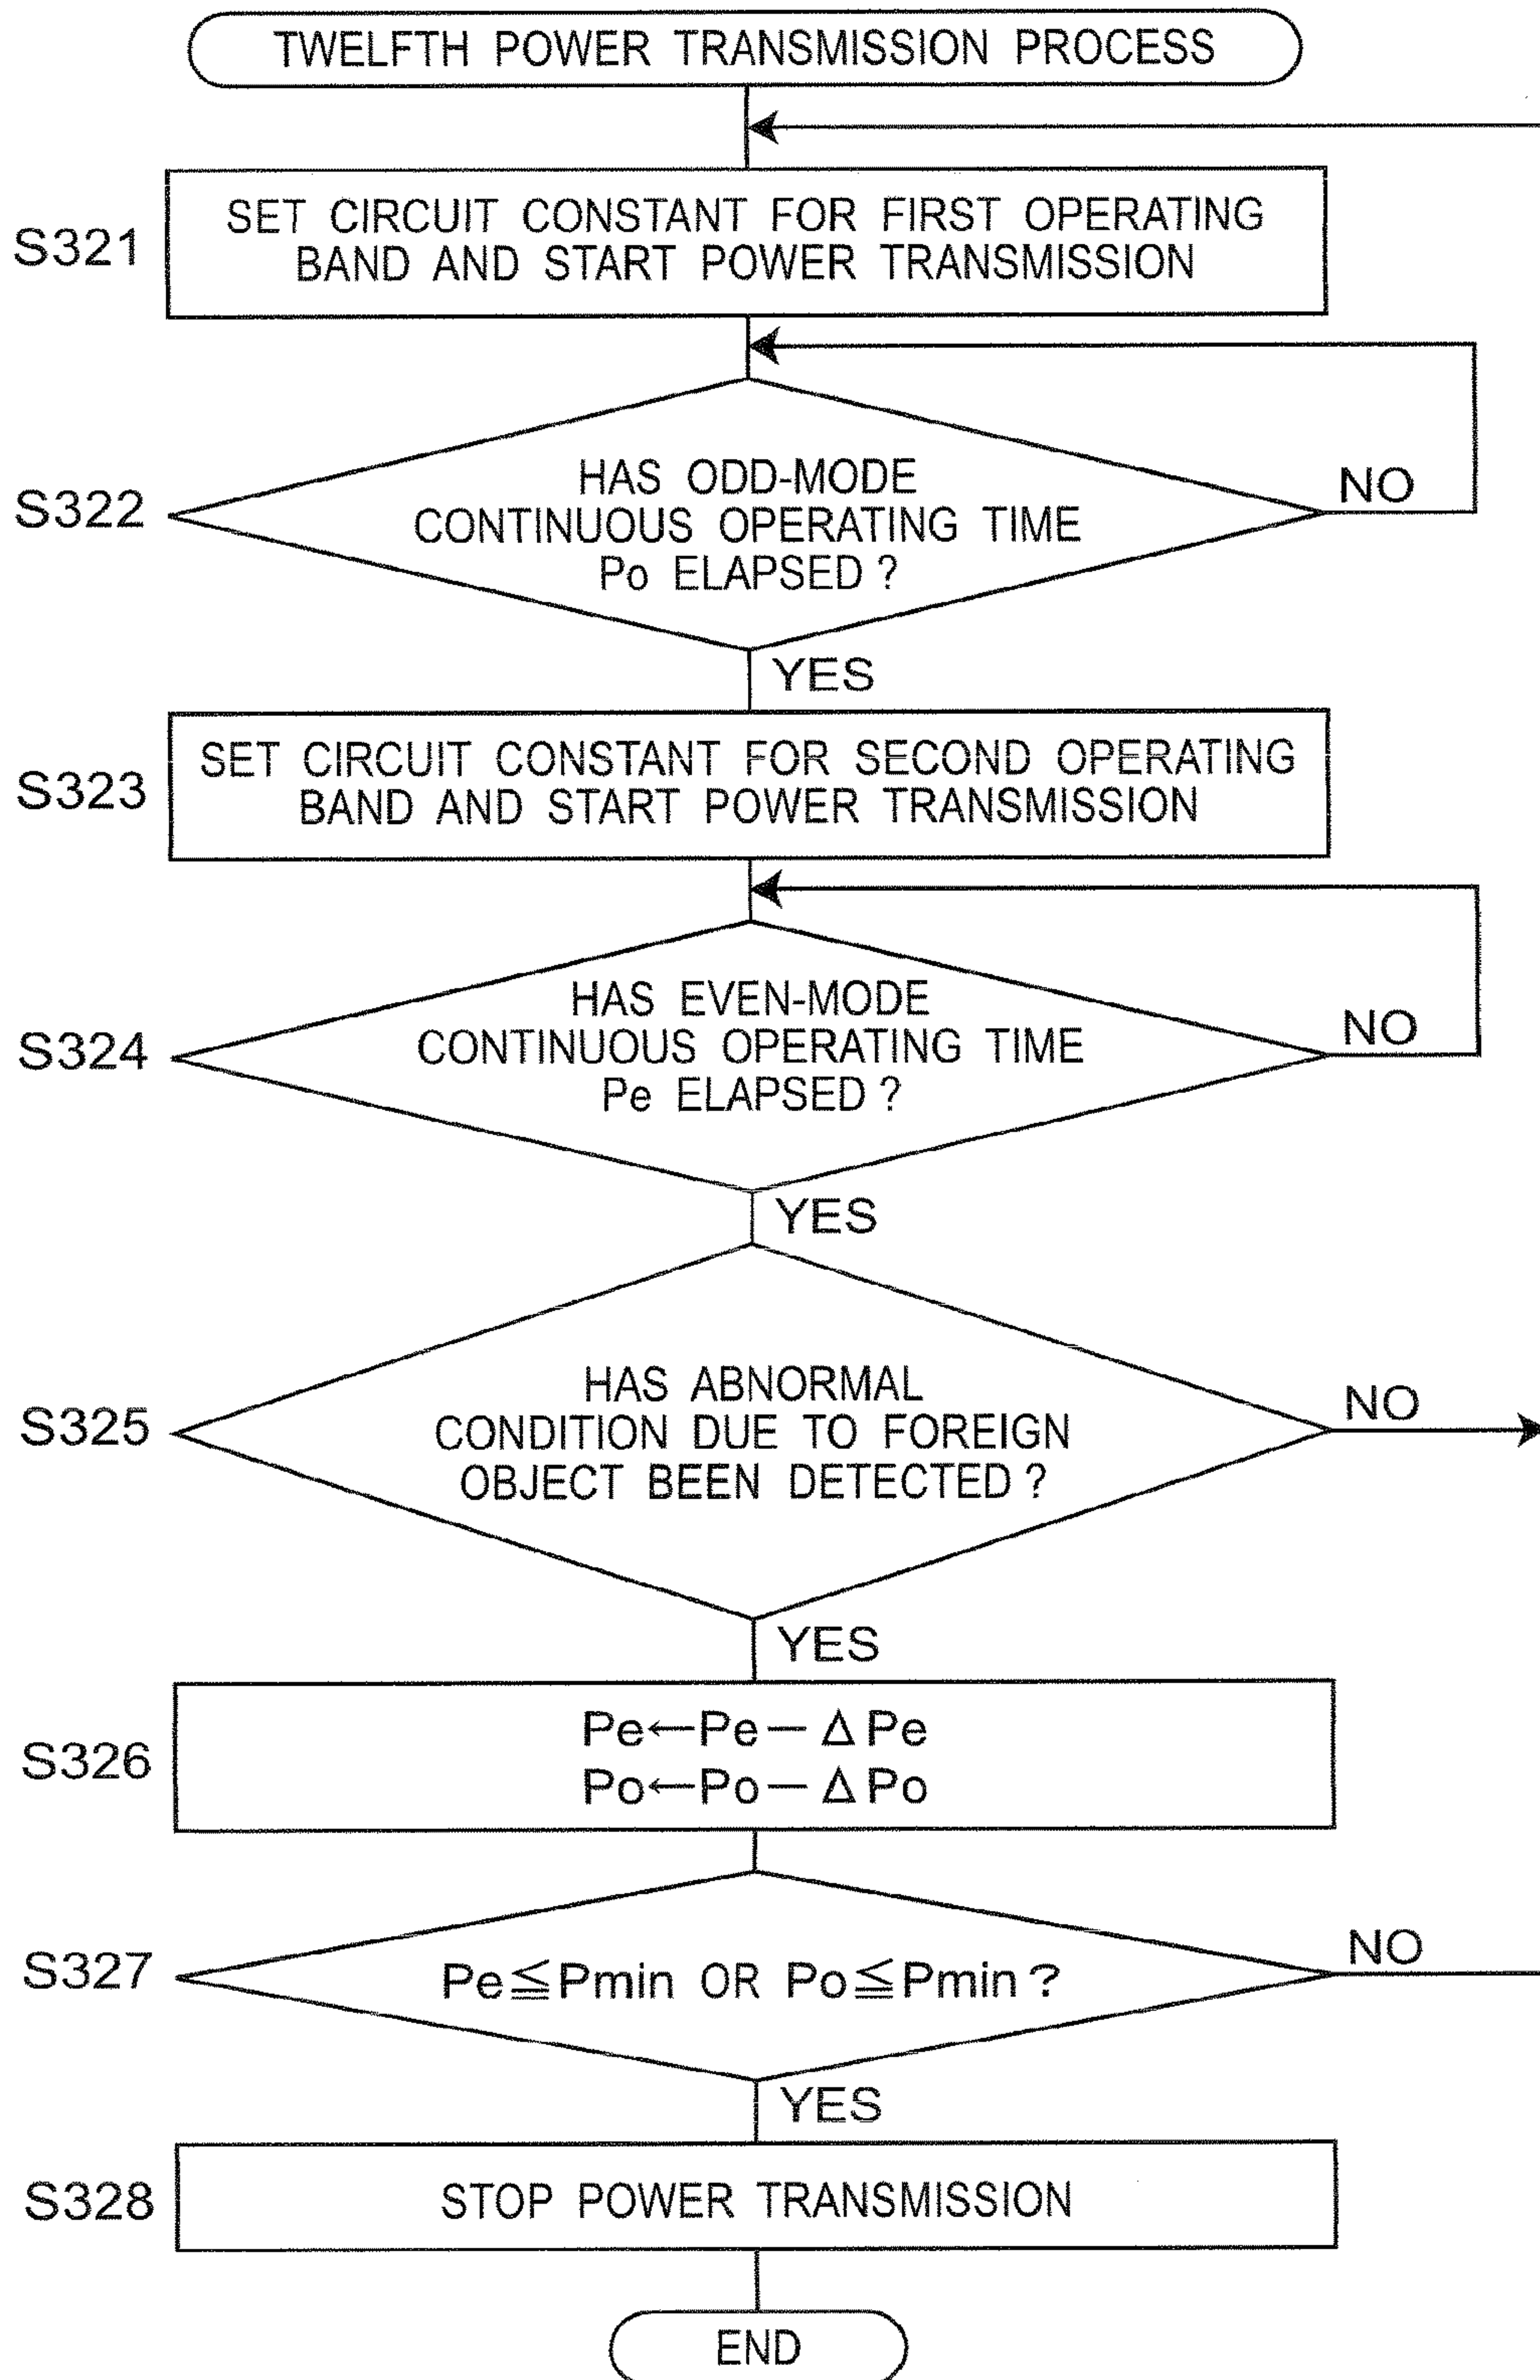 TWELFTH POWER TRANSMISSION PROCESS
S321
SET CIRCUIT CONSTANT FOR FIRST OPERATING
BAND AND START POWER TRANSMISSION
S322
HAS ODD-MODE
CONTINUOUS OPERATING TIME
Po ELAPSED ?
NO
YES
S323
SET CIRCUIT CONSTANT FOR SECOND OPERATING
BAND AND START POWER TRANSMISSION
S324
HAS EVEN-MODE
CONTINUOUS OPERATING TIME
Pe ELAPSED ?
NO
YES
S325
HAS ABNORMAL
CONDITION DUE TO FOREIGN
OBJECT BEEN DETECTED ?
NO
YES
S326
Pe←Pe− Δ Pe
Po←Po− Δ Po
S327
Pe≦Pmin OR Po≦Pmin ?
NO
YES
S328
STOP POWER TRANSMISSION
END